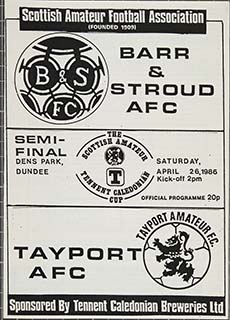 Scottish Amateur Football Association
(FOUNDED 1909)
B&S
FC
BARR
&
STROUD
AFC
SEMI-
FINAL
DENS PARK,
DUNDEE
THE
SCOTTISH AMATEUR
T
TENNENT CALEDONIAN
CUP
SATURDAY,
APRIL 26,1986
Kick-off 2pm
OFFICIAL PROGRAMME 20p
TAYPORT
AFC
TAYPORT AMATEUR F.C.
Sponsored By Tennent Caledonian Breweries Ltd